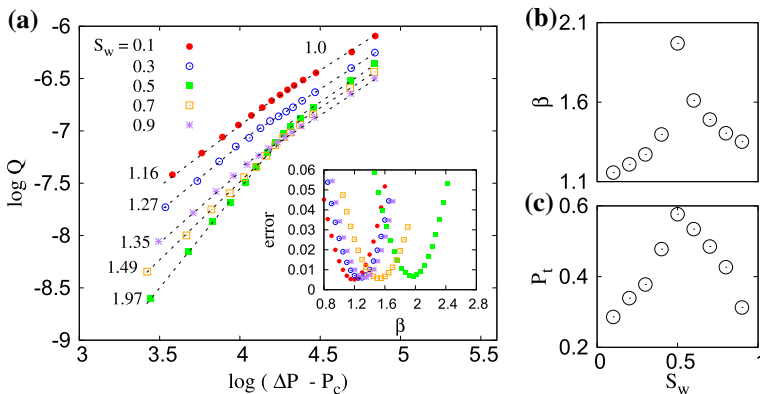 (a)
-6
-6.5
-7
-7.5
-8
-8.5
-9
log Q
S_w = 0.1
0.3
0.5
0.7
0.9
1.0
1.16
1.27
1.35
1.49
1.97
3 3.5 4 4.5 5 5.5
log ( ΔP - P_c)
0.06
0.05
0.04
0.03
0.02
0.01
0
error
0.8 1.2 1.6 2 2.4 2.8
β
(b)
2.1
1.6
1.1
β
(c)
0.6
0.4
0.2
P_t
0 0.5 1
S_w